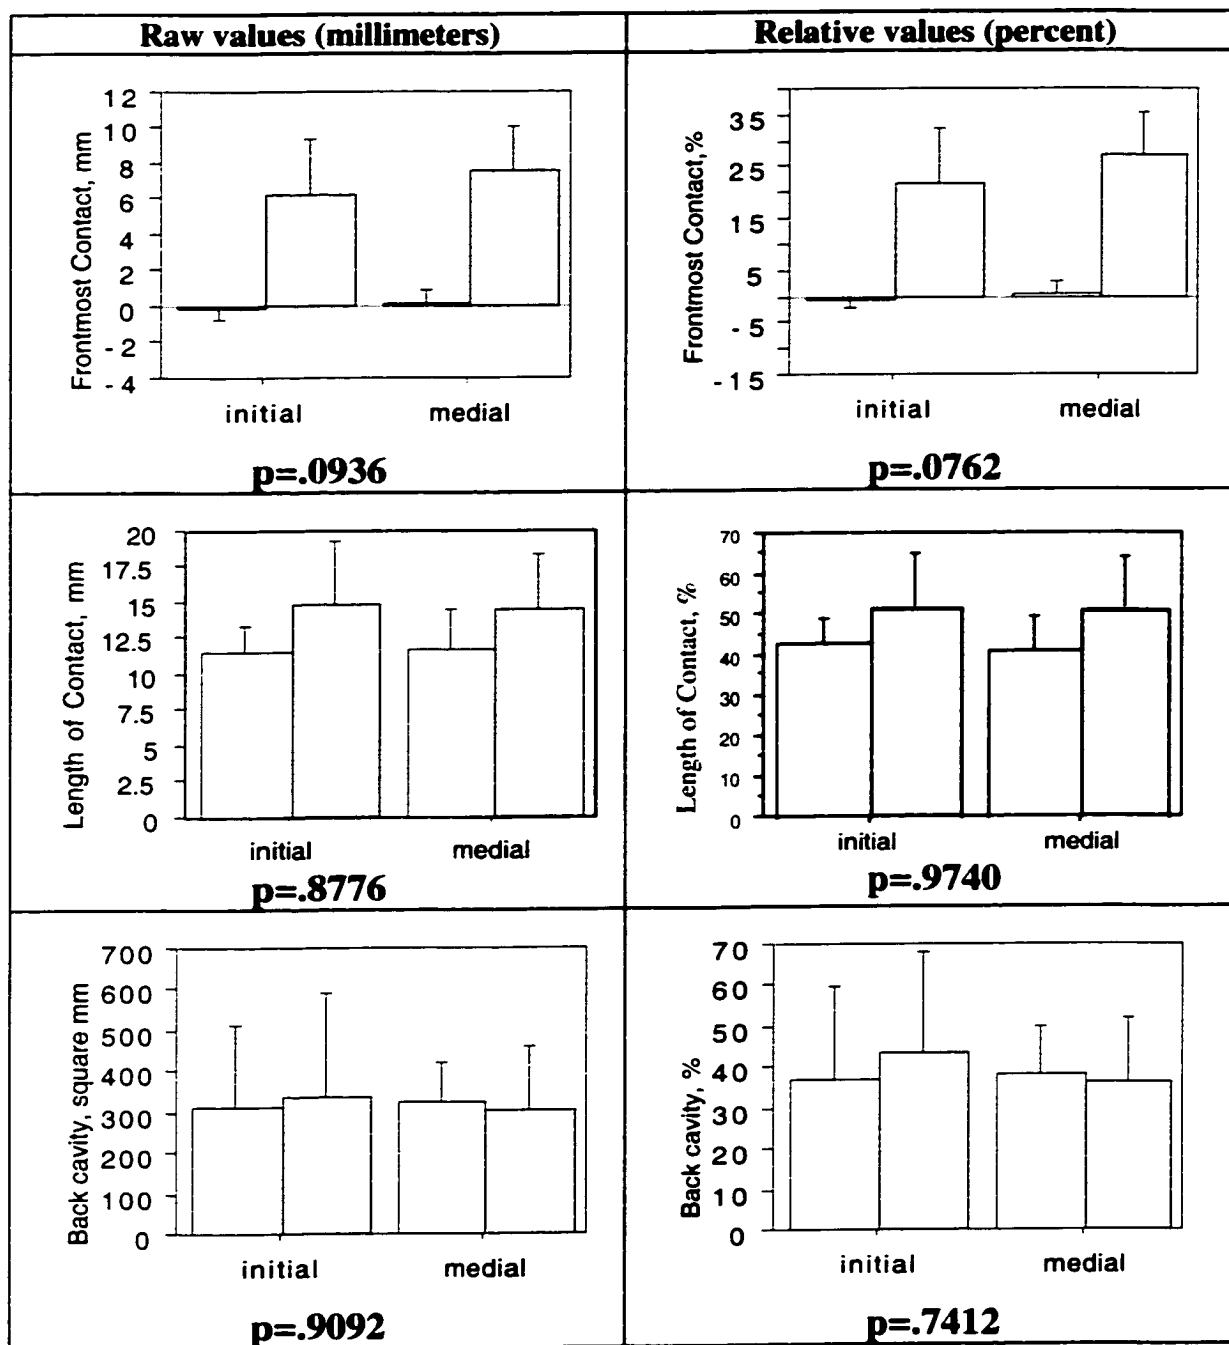 Raw values (millimeters)
Relative values (percent)
Frontmost Contact, mm
12
10
8
6
4
2
0
-2
-4
initial medial
p=.0936
Frontmost Contact,%
35
25
15
5
-5
-15
initial medial
p=.0762
Length of Contact, mm
20
17.5
15
12.5
10
7.5
5
2.5
0
initial medial
p=.8776
Length of Contact, %
70
60
50
40
30
20
10
0
initial medial
p=.9740
Back cavity, square mm
700
600
500
400
300
200
100
0
initial medial
p=.9092
Back cavity, %
70
60
50
40
30
20
10
0
initial medial
p=.7412